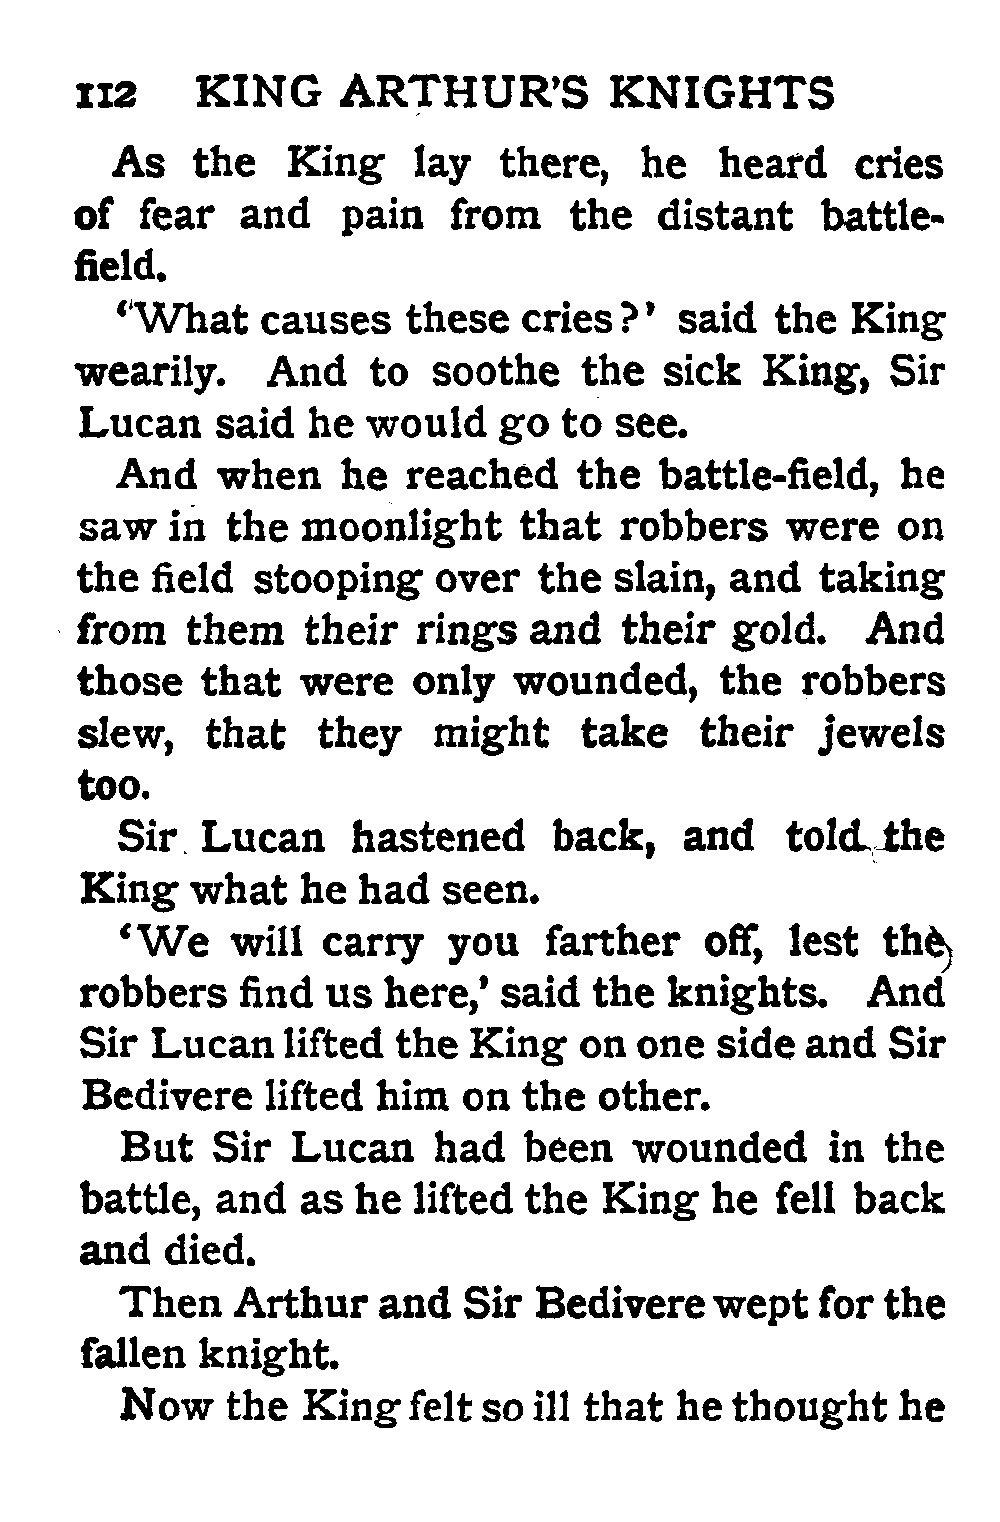 112 KING ARTHUR'S KNIGHTS
As the King lay there, he heard cries
of fear and pain from the distant battle-
field.
‘What causes these cries?’ said the King
wearily. And to soothe the sick King, Sir
Lucan said he would go to see.
And when he reached the battle-field, he
saw in the moonlight that robbers were on
the field stooping over the slain, and taking
from them their rings and their gold. And
those that were only wounded, the robbers
slew, that they might take their jewels
too.
Sir Lucan hastened back, and told the
King what he had seen.
‘We will carry you farther off, lest the
robbers find us here,’ said the knights. And
Sir Lucan lifted the King on one side and Sir
Bedivere lifted him on the other.
But Sir Lucan had been wounded in the
battle, and as he lifted the King he fell back
and died.
Then Arthur and Sir Bedivere wept for the
fallen knight.
Now the King felt so ill that he thought he